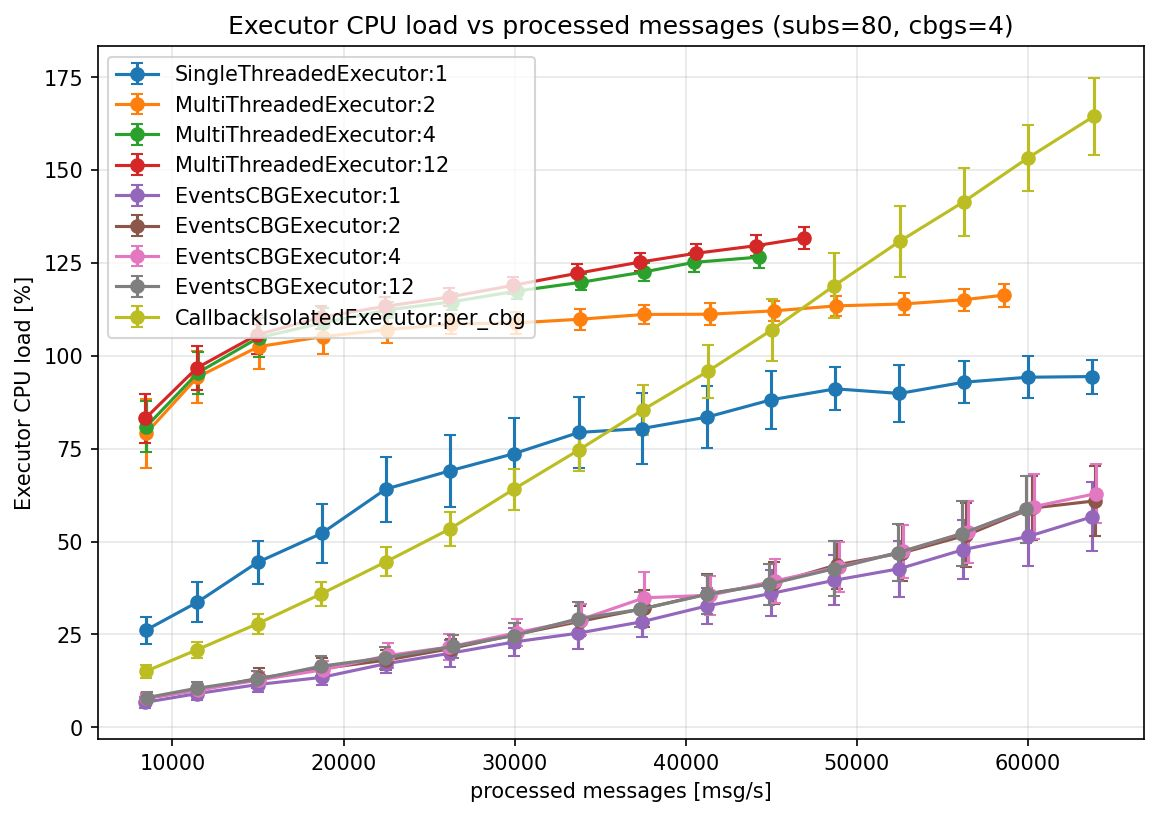 Executor CPU load vs processed messages (subs=80, cbgs=4)
SingleThreadedExecutor:1
MultiThreadedExecutor:2
MultiThreadedExecutor:4
MultiThreadedExecutor:12
EventsCBGExecutor:1
EventsCBGExecutor:2
EventsCBGExecutor:4
EventsCBGExecutor:12
CallbackIsolatedExecutor:per_cbg
Executor CPU load [%]
175
150
125
100
75
50
25
0
10000
20000
30000
40000
50000
60000
processed messages [msg/s]